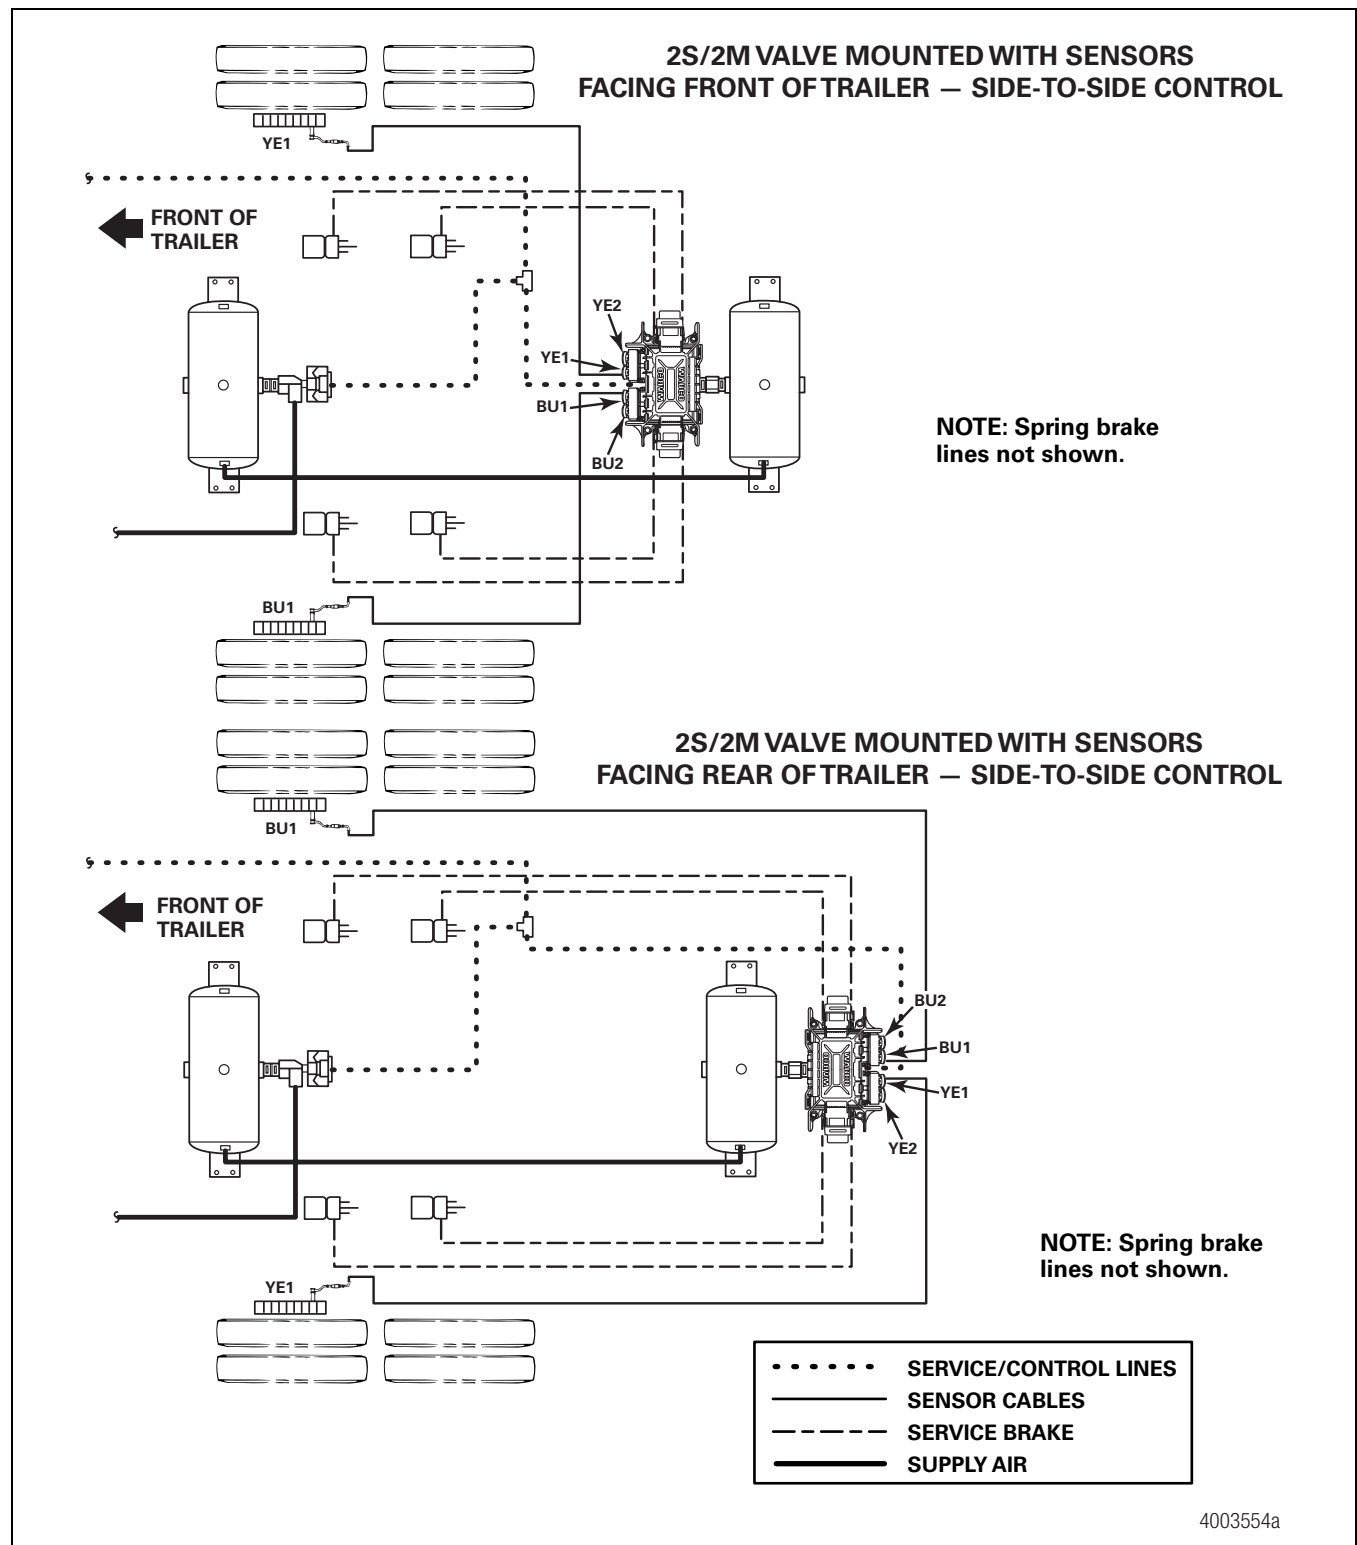 2S/2M VALVE MOUNTED WITH SENSORS
FACING FRONT OF TRAILER — SIDE-TO-SIDE CONTROL
YE1
FRONT OF
TRAILER
YE2
YE1
BU1
BU2
NOTE: Spring brake
lines not shown.
BU1
2S/2M VALVE MOUNTED WITH SENSORS
FACING REAR OF TRAILER — SIDE-TO-SIDE CONTROL
BU1
FRONT OF
TRAILER
BU2
BU1
YE1
YE2
NOTE: Spring brake
lines not shown.
YE1
SERVICE/CONTROL LINES
SENSOR CABLES
SERVICE BRAKE
SUPPLY AIR
4003554a